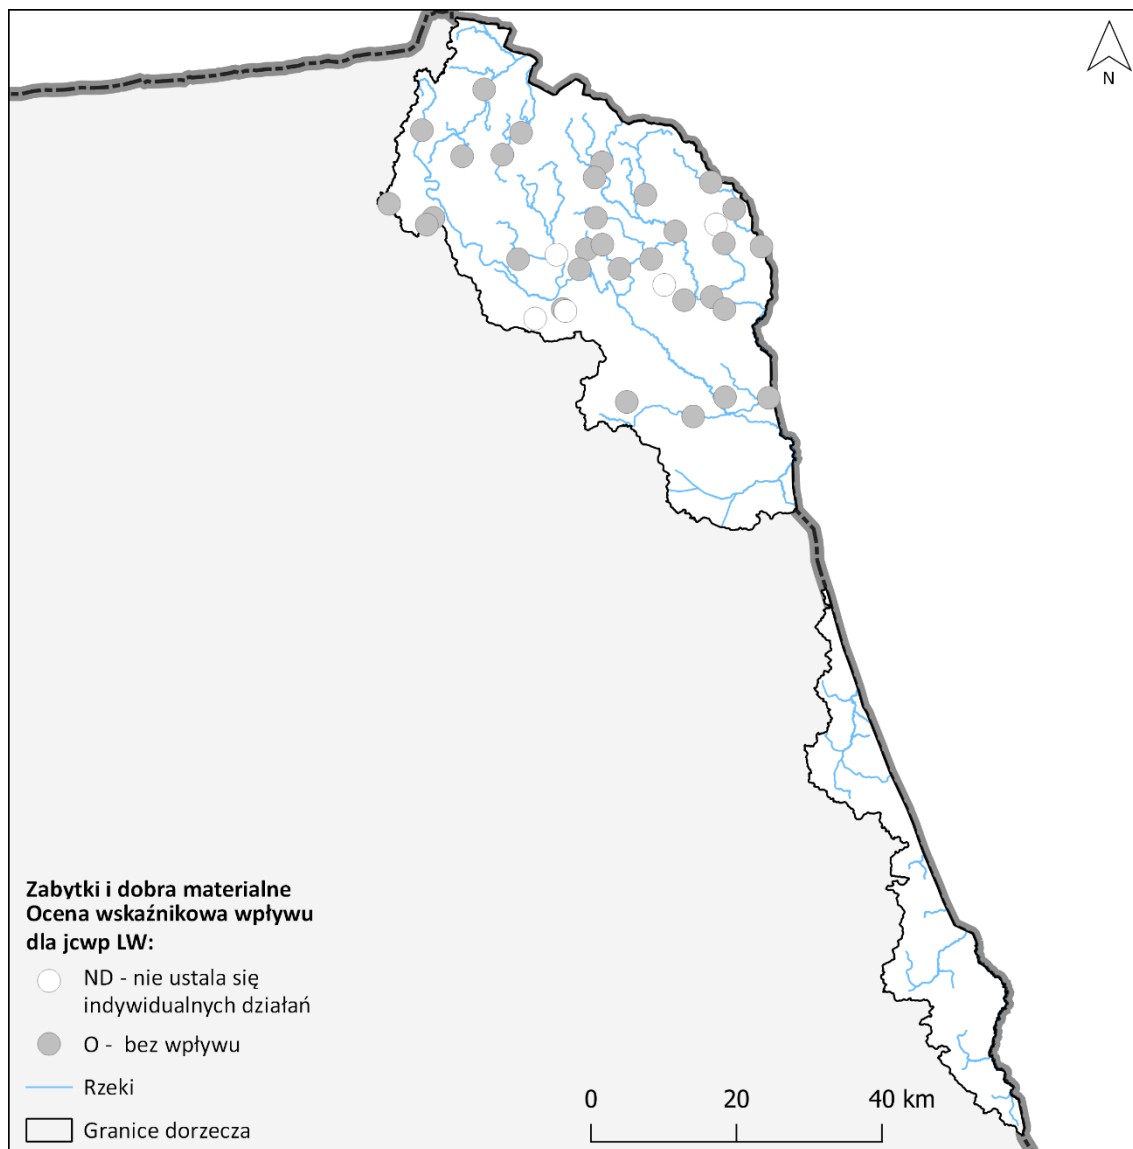 N
Zabytki i dobra materialne
Ocena wskaźnikowa wpływu
dla jcwp LW:
ND - nie ustala się
indywidualnych działań
O - bez wpływu
Rzeki
Granice dorzecza
0 20 40 km